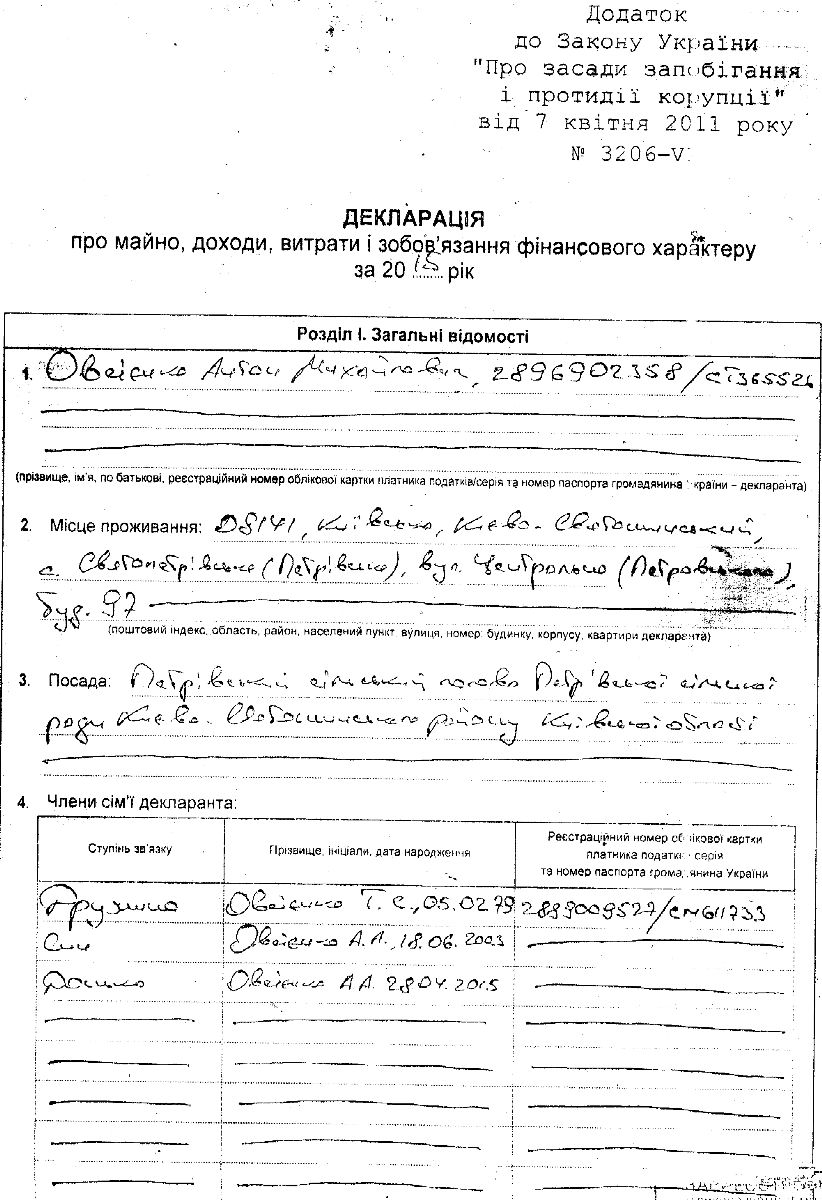 Додаток
до Закону України
"Про засади запобігання
і протидії корупції"
від 7 квітня 2011 року
№ 3206-VI
ДЕКЛАРАЦІЯ
про майно, доходи, витрати і зобов'язання фінансового характеру
за 2015 рік
Розділ I. Загальні відомості
1. Овсієнко Антон Михайлович, 2896902358/СТ365526
(прізвище, ім'я, по батькові, реєстраційний номер облікової картки платника податків/серія та номер паспорта громадянина України – декларанта)
2. Місце проживання: 08141, Київська, Києво-Святошинський,
с. Святопетрівське (Петрівське), вул. Центральна (Петровського),
буд. 97
(поштовий індекс, область, район, населений пункт, вулиця, номер: будинку, корпусу, квартири декларанта)
3. Посада: Петрівський сільський голова Петрівської сільської
ради Києво-Святошинського району Київської області
4. Члени сім'ї декларанта:
Ступінь зв'язку
Прізвище, ініціали, дата народження
Реєстраційний номер облікової картки
платника податків/серія
та номер паспорта громадянина України
Дружина Овсієнко Т. С., 05.02.79 2889009527/СМ611733
Син Овсієнко А.А., 18.06.2003
Дочка Овсієнко А.А. 28.04.2015